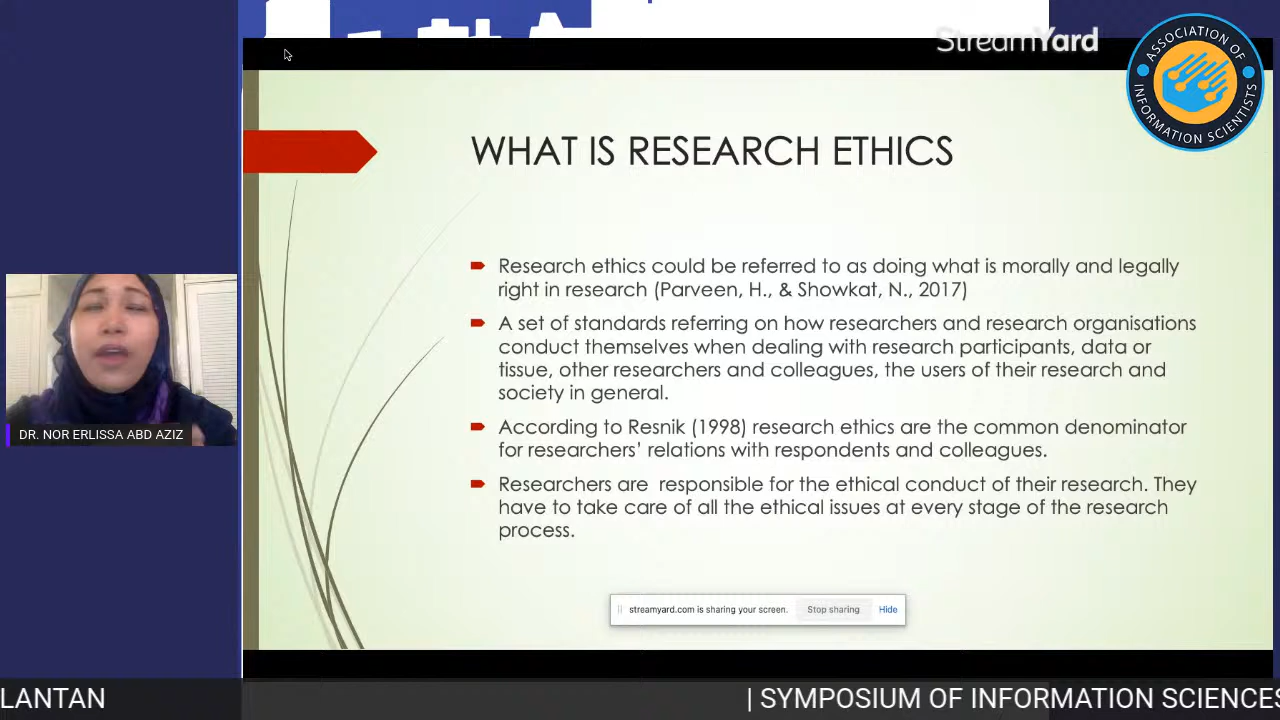 StreamYard
ASSOCIATION OF
INFORMATION SCIENTISTS
WHAT IS RESEARCH ETHICS
Research ethics could be referred to as doing what is morally and legally
right in research (Parveen, H., & Showkat, N., 2017)
A set of standards referring on how researchers and research organisations
conduct themselves when dealing with research participants, data or
tissue, other researchers and colleagues, the users of their research and
society in general.
According to Resnik (1998) research ethics are the common denominator
for researchers’ relations with respondents and colleagues.
Researchers are  responsible for the ethical conduct of their research. They
have to take care of all the ethical issues at every stage of the research
process.
DR. NOR ERLISSA ABD AZIZ
streamyard.com is sharing your screen. Stop sharing Hide
LANTAN | SYMPOSIUM OF INFORMATION SCIENCES